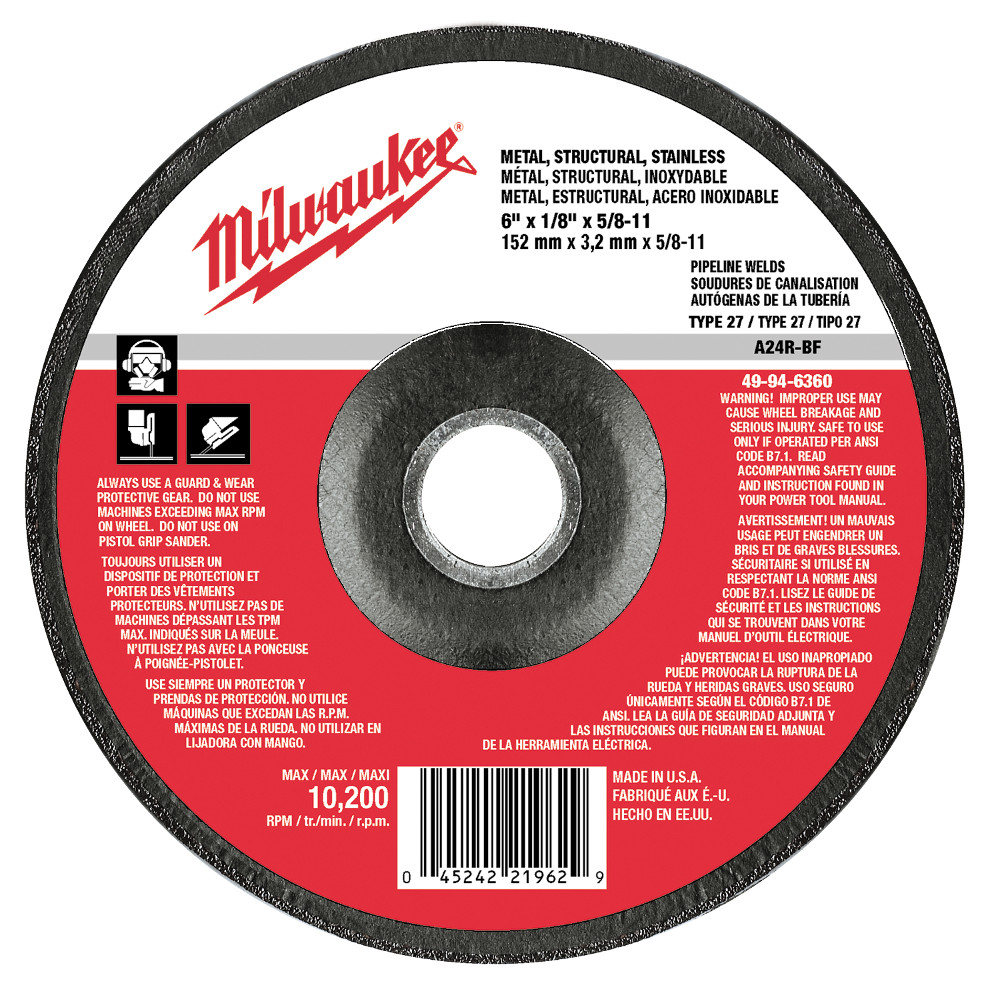 Milwaukee®
METAL, STRUCTURAL, STAINLESS
MÉTAL, STRUCTURAL, INOXYDABLE
METAL, ESTRUCTURAL, ACERO INOXIDABLE
6" x 1/8" x 5/8-11
152 mm x 3,2 mm x 5/8-11
PIPELINE WELDS
SOUDURES DE CANALISATION
AUTÓGENAS DE LA TUBERÍA
TYPE 27 / TYPE 27 / TIPO 27
A24R-BF
49-94-6360
WARNING! IMPROPER USE MAY
CAUSE WHEEL BREAKAGE AND
SERIOUS INJURY. SAFE TO USE
ONLY IF OPERATED PER ANSI
CODE B7.1. READ
ACCOMPANYING SAFETY GUIDE
AND INSTRUCTION FOUND IN
YOUR POWER TOOL MANUAL.
AVERTISSEMENT! UN MAUVAIS
USAGE PEUT ENGENDRER UN
BRIS ET DE GRAVES BLESSURES.
SÉCURITAIRE SI UTILISÉ EN
RESPECTANT LA NORME ANSI
CODE B7.1. LISEZ LE GUIDE DE
SÉCURITÉ ET LES INSTRUCTIONS
QUI SE TROUVENT DANS VOTRE
MANUEL D'OUTIL ÉLECTRIQUE.
¡ADVERTENCIA! EL USO INAPROPIADO
PUEDE PROVOCAR LA RUPTURA DE LA
RUEDA Y HERIDAS GRAVES. USO SEGURO
ÚNICAMENTE SEGÚN EL CÓDIGO B7.1 DE
ANSI. LEA LA GUÍA DE SEGURIDAD ADJUNTA Y
LAS INSTRUCCIONES QUE FIGURAN EN EL MANUAL
DE LA HERRAMIENTA ELÉCTRICA.
ALWAYS USE A GUARD & WEAR
PROTECTIVE GEAR. DO NOT USE
MACHINES EXCEEDING MAX RPM
ON WHEEL. DO NOT USE ON
PISTOL GRIP SANDER.
TOUJOURS UTILISER UN
DISPOSITIF DE PROTECTION ET
PORTER DES VÊTEMENTS
PROTECTEURS. N'UTILISEZ PAS DE
MACHINES DÉPASSANT LES TPM
MAX. INDIQUÉS SUR LA MEULE.
N'UTILISEZ PAS AVEC LA PONCEUSE
À POIGNÉE-PISTOLET.
USE SIEMPRE UN PROTECTOR Y
PRENDAS DE PROTECCIÓN. NO UTILICE
MÁQUINAS QUE EXCEDAN LAS R.P.M.
MÁXIMAS DE LA RUEDA. NO UTILIZAR EN
LIJADORA CON MANGO.
MAX / MAX / MAXI
10,200
RPM / tr./min. / r.p.m.
0 45242 21962 9
MADE IN U.S.A.
FABRIQUÉ AUX É.-U.
HECHO EN EE.UU.